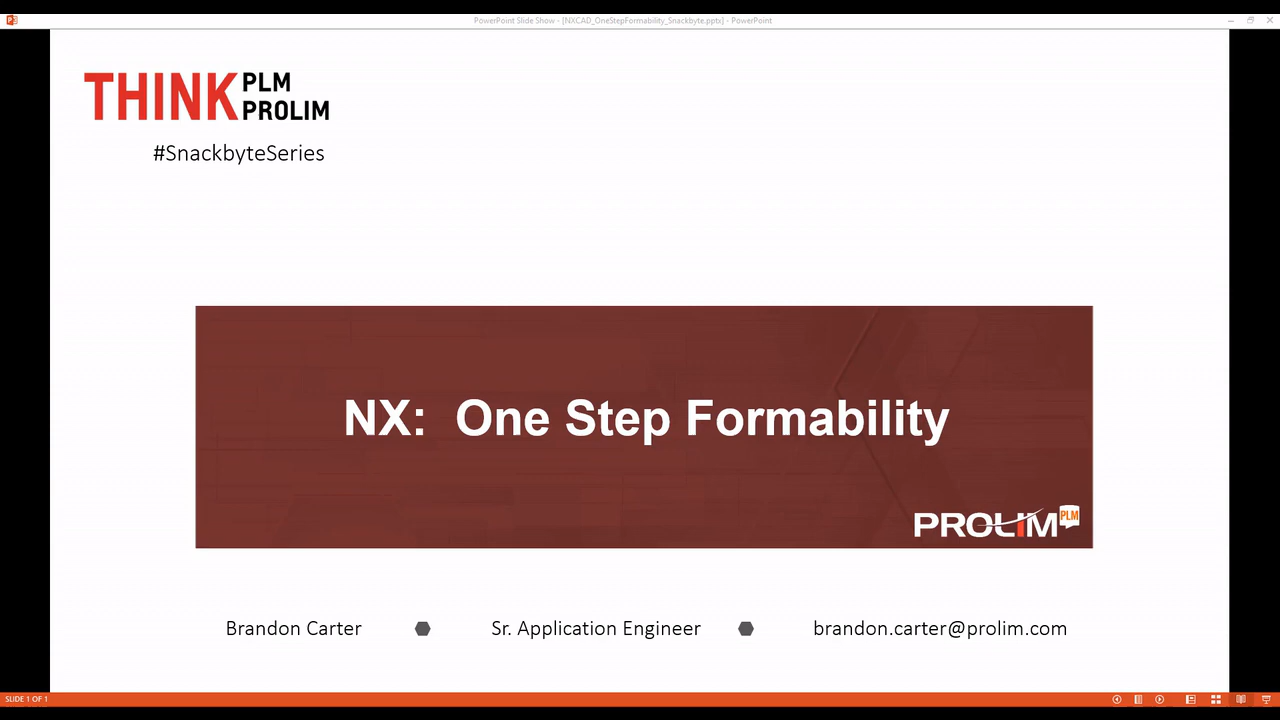 PowerPoint Slide Show - [NXCAD_OneStepFormability_Snackbyte.pptx] - PowerPoint
THINK PLM PROLIM
#SnackbyteSeries
NX: One Step Formability
PROLIM PLM
Brandon Carter
Sr. Application Engineer
brandon.carter@prolim.com
SLIDE 1 OF 1